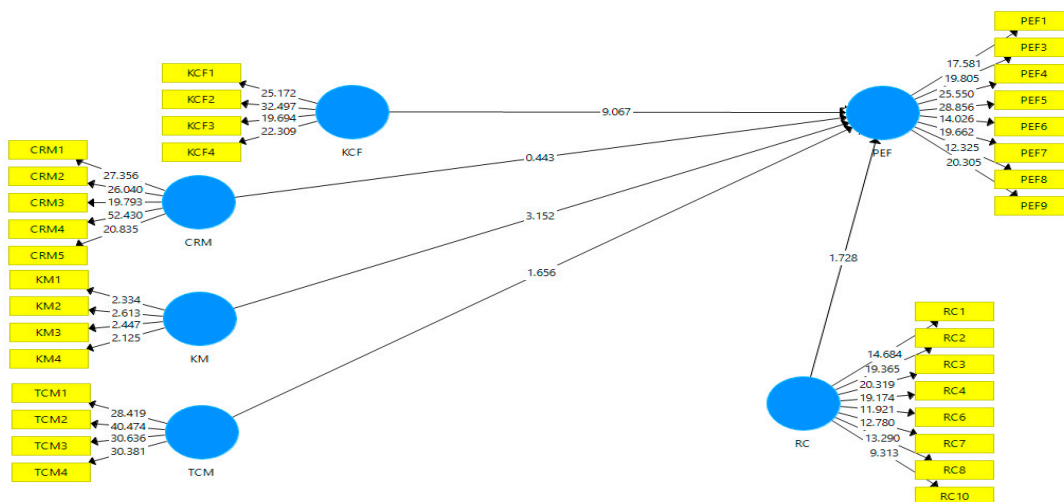 PEF1
PEF3
PEF4
PEF5
PEF6
PEF7
PEF8
PEF9
17.581
19.805
25.550
28.856
14.026
19.662
12.325
20.305
PEF
KCF1
KCF2
KCF3
KCF4
25.172
32.497
19.694
22.309
KCF
9.067
CRM1
CRM2
CRM3
CRM4
CRM5
27.356
26.040
19.793
52.430
20.835
CRM
0.443
KM1
KM2
KM3
KM4
2.334
2.613
2.447
2.125
KM
3.152
TCM1
TCM2
TCM3
TCM4
28.419
40.474
30.636
30.381
TCM
1.656
1.728
RC
14.684
19.365
20.319
19.174
11.921
12.780
13.290
9.313
RC1
RC2
RC3
RC4
RC6
RC7
RC8
RC10